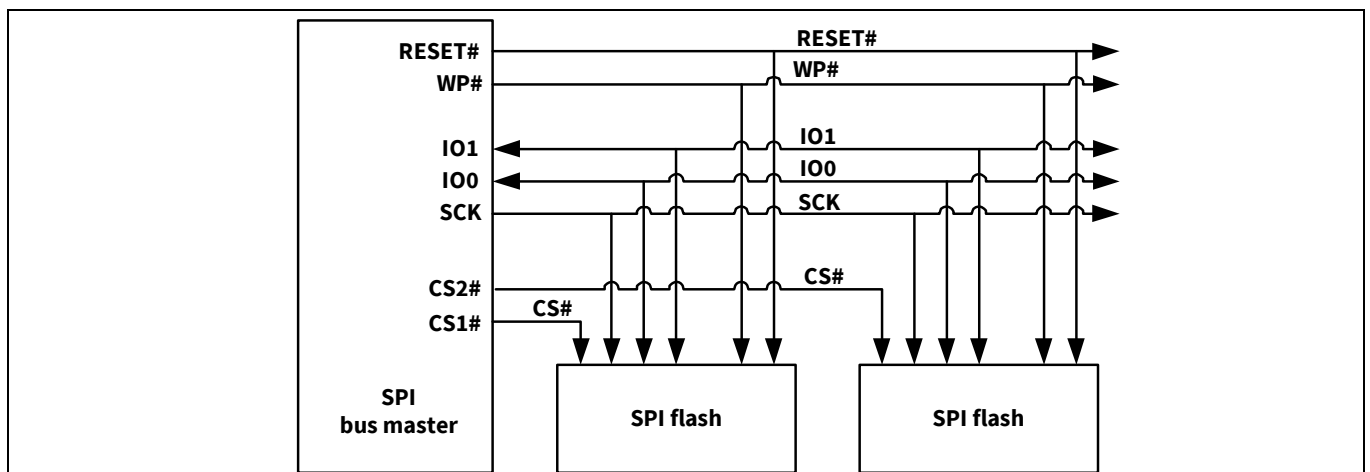 RESET#
RESET#
WP#
WP#
IO1
IO1
IO0
IO0
SCK
SCK
CS2#
CS#
CS1#
CS#
SPI
bus master
SPI flash
SPI flash